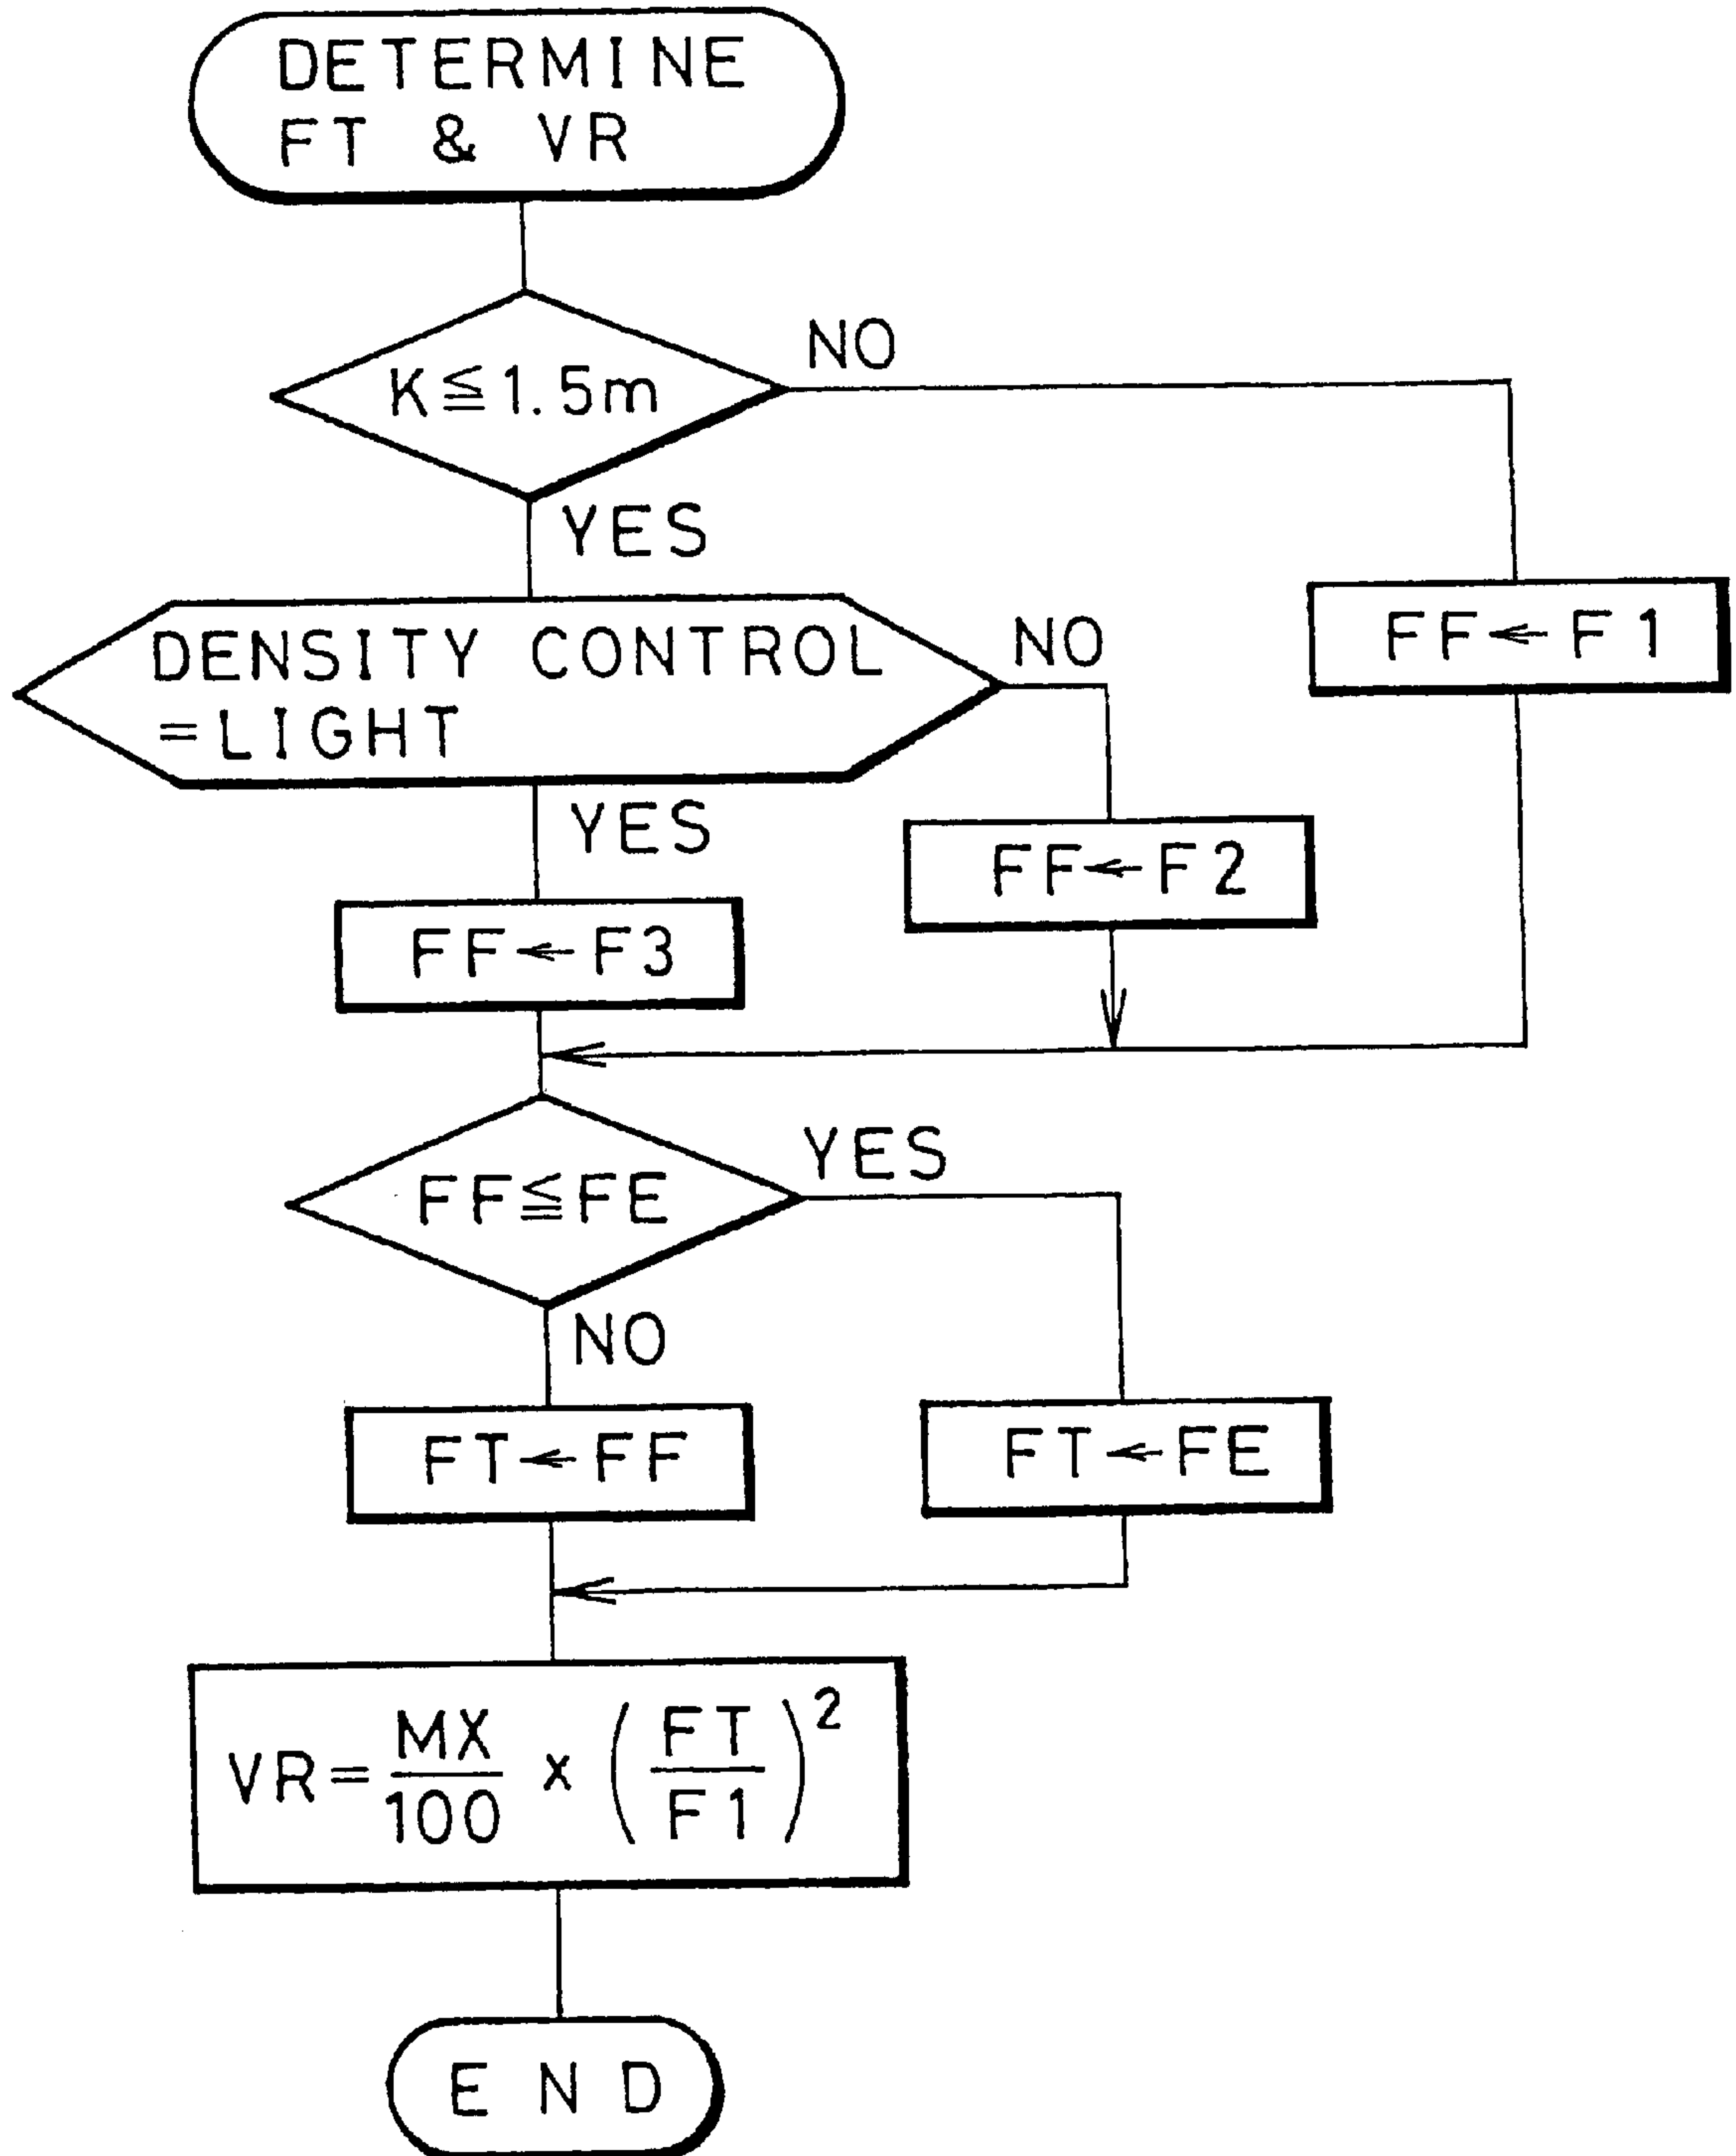 DETERMINE
FT & VR
K≦1.5m
NO
YES
DENSITY CONTROL
=LIGHT
NO
FF←F1
YES
FF←F2
FF←F3
FF≦FE
YES
NO
FT←FF
FT←FE
VR=MX/100 x (FT/F1)²
END